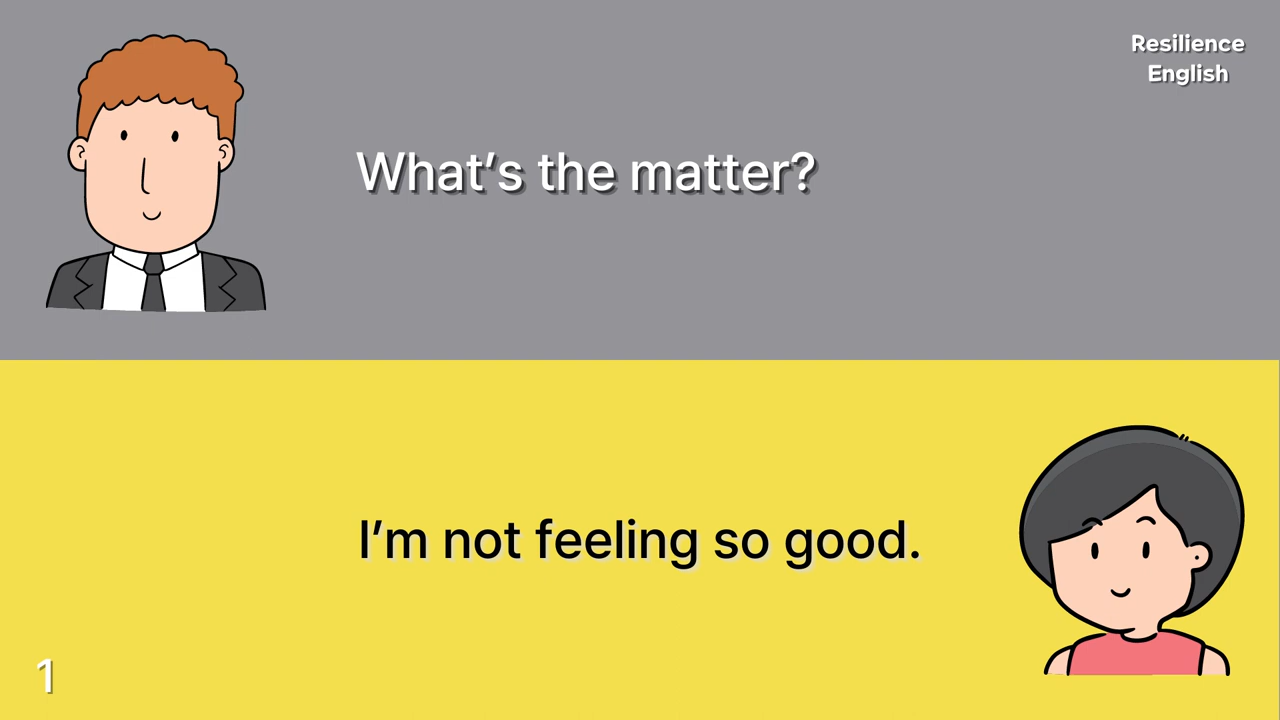 Resilience
English
What’s the matter?
I’m not feeling so good.
1